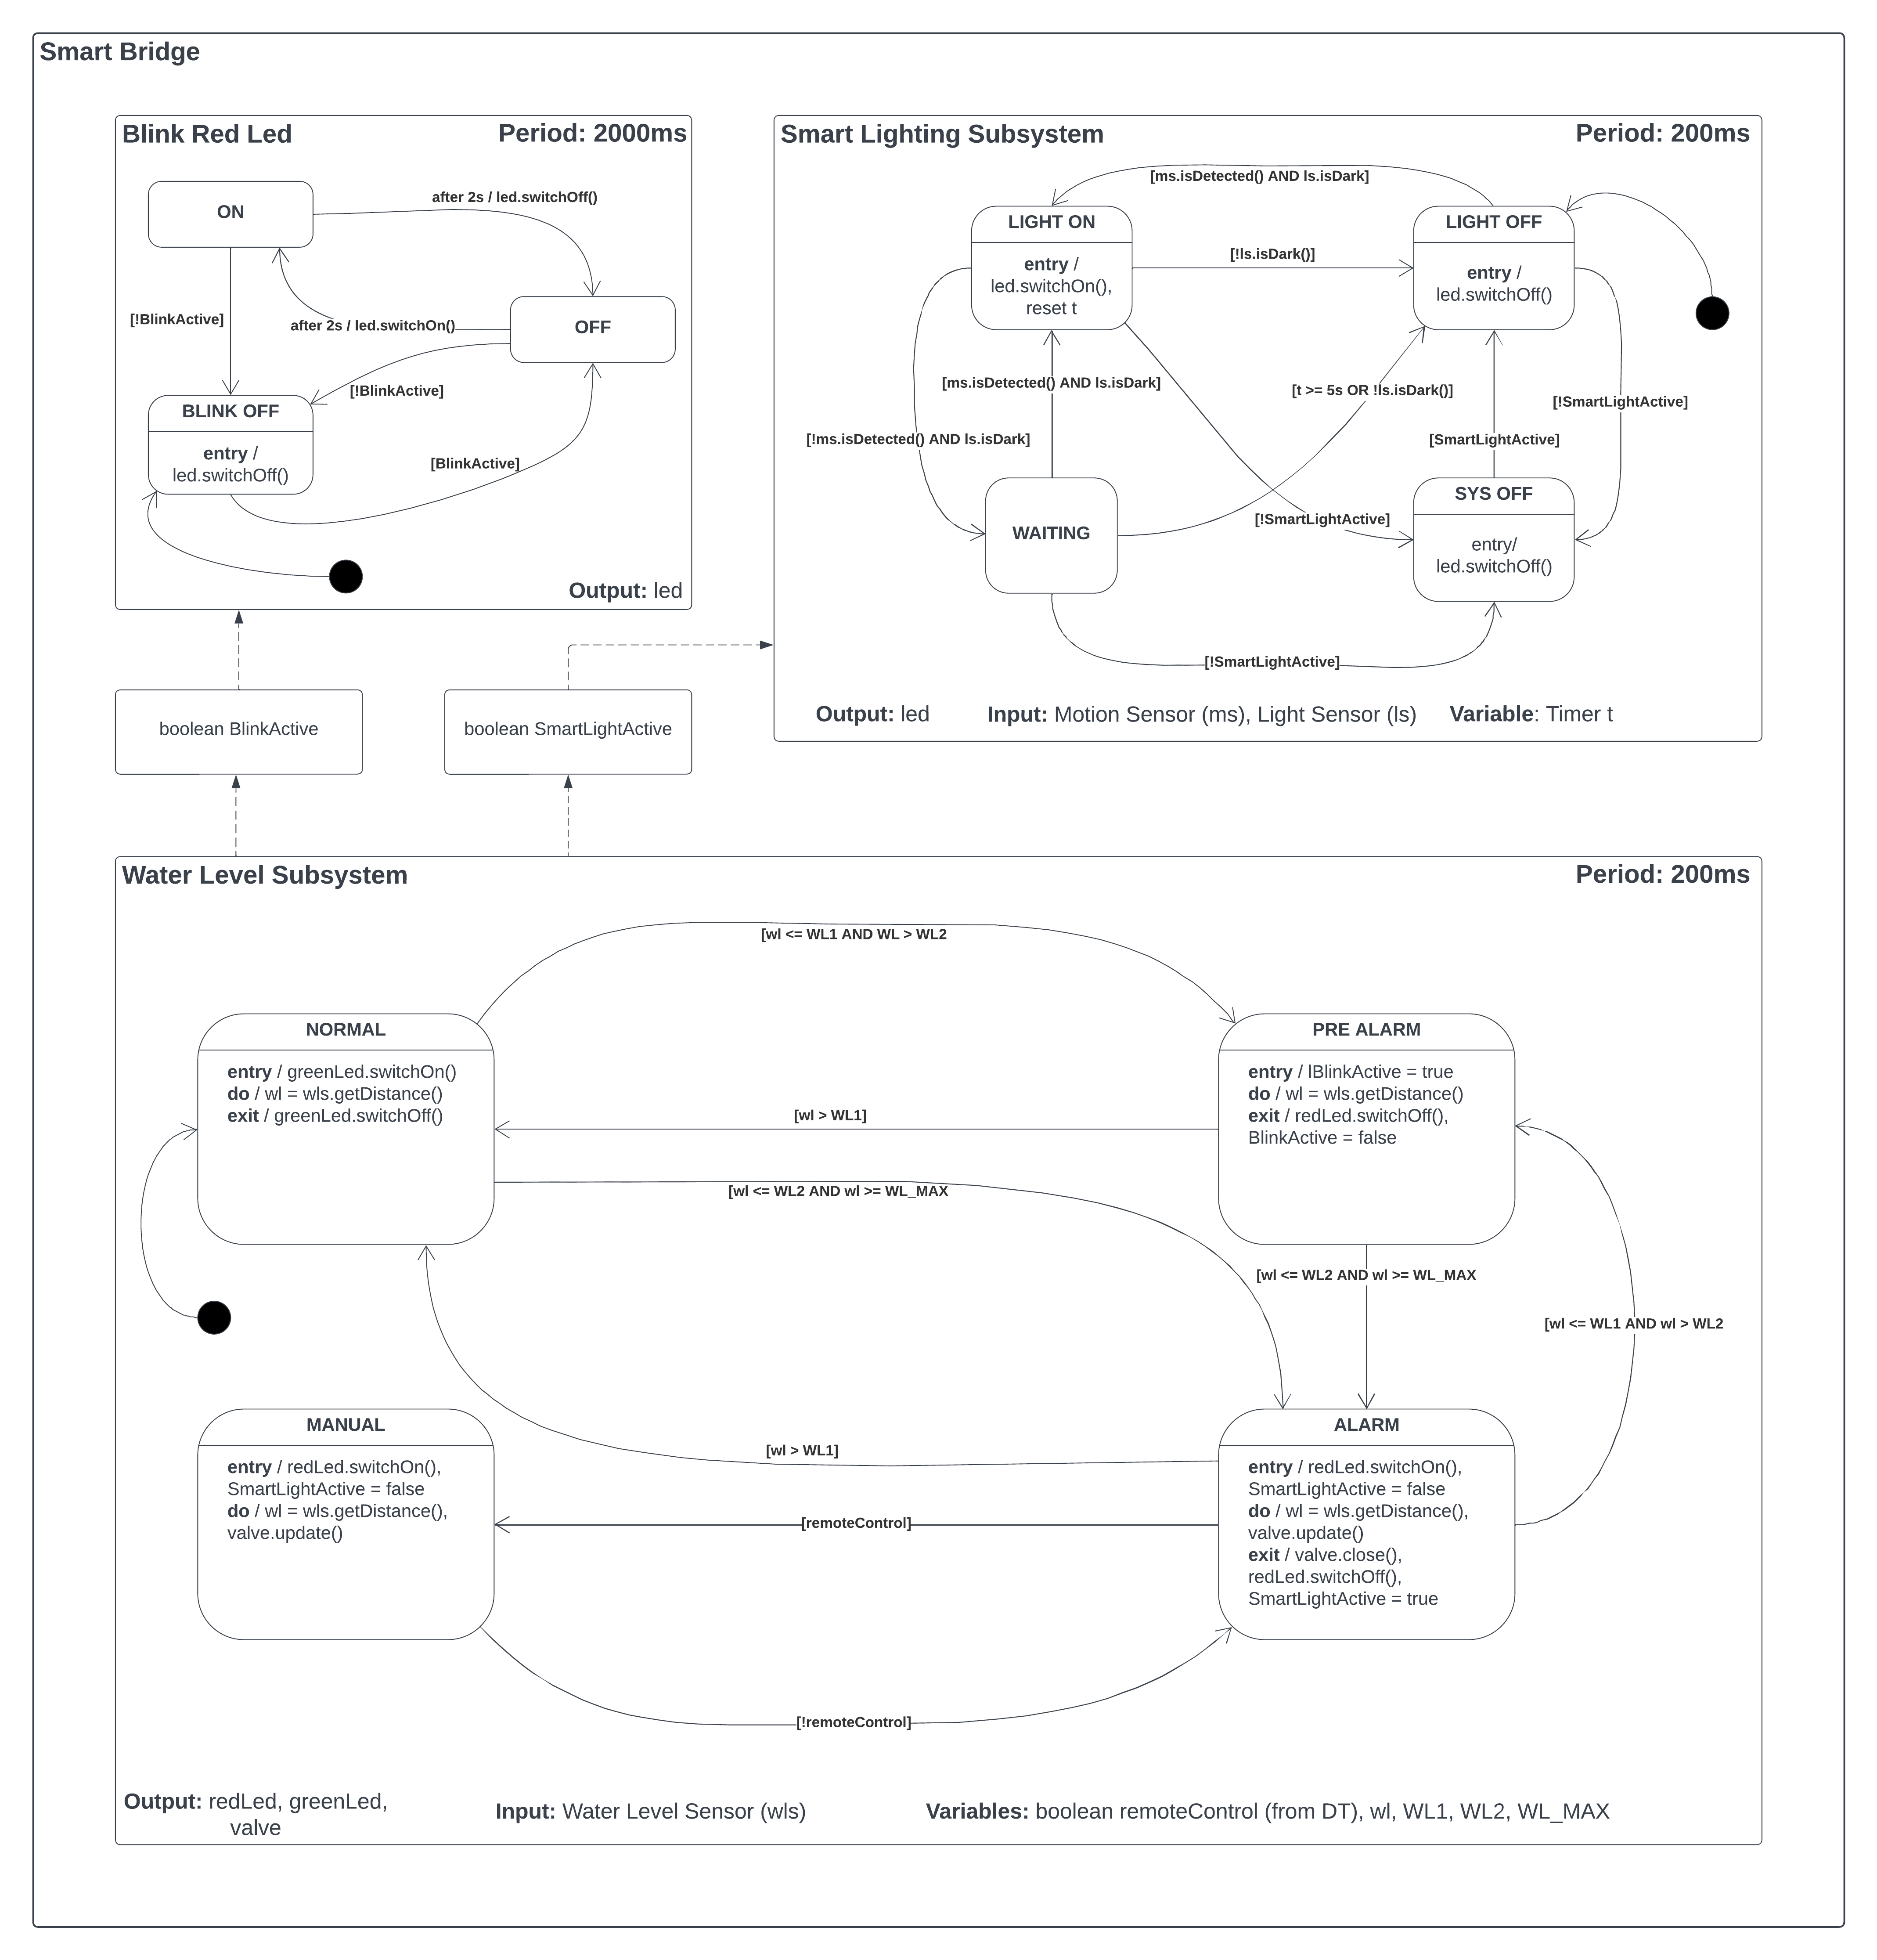 Smart Bridge
Blink Red Led
Period: 2000ms
ON
after 2s / led.switchOff()
[!BlinkActive]
after 2s / led.switchOn()
OFF
[!BlinkActive]
BLINK OFF
entry /
led.switchOff()
[BlinkActive]
Output: led
Smart Lighting Subsystem
Period: 200ms
[ms.isDetected() AND ls.isDark]
LIGHT ON
entry /
led.switchOn(),
reset t
[!ls.isDark()]
LIGHT OFF
entry /
led.switchOff()
[ms.isDetected() AND ls.isDark]
[t >= 5s OR !ls.isDark()]
[!SmartLightActive]
[!ms.isDetected() AND ls.isDark]
[SmartLightActive]
WAITING
[!SmartLightActive]
SYS OFF
entry/
led.switchOff()
[!SmartLightActive]
Output: led
Input: Motion Sensor (ms), Light Sensor (ls)
Variable: Timer t
boolean BlinkActive
boolean SmartLightActive
Water Level Subsystem
Period: 200ms
[wl <= WL1 AND WL > WL2
NORMAL
entry / greenLed.switchOn()
do / wl = wls.getDistance()
exit / greenLed.switchOff()
PRE ALARM
entry / lBlinkActive = true
do / wl = wls.getDistance()
exit / redLed.switchOff(),
BlinkActive = false
[wl > WL1]
[wl <= WL2 AND wl >= WL_MAX
[wl <= WL2 AND wl >= WL_MAX
[wl <= WL1 AND wl > WL2
MANUAL
entry / redLed.switchOn(),
SmartLightActive = false
do / wl = wls.getDistance(),
valve.update()
[wl > WL1]
[remoteControl]
ALARM
entry / redLed.switchOn(),
SmartLightActive = false
do / wl = wls.getDistance(),
valve.update()
exit / valve.close(),
redLed.switchOff(),
SmartLightActive = true
[!remoteControl]
Output: redLed, greenLed,
valve
Input: Water Level Sensor (wls)
Variables: boolean remoteControl (from DT), wl, WL1, WL2, WL_MAX